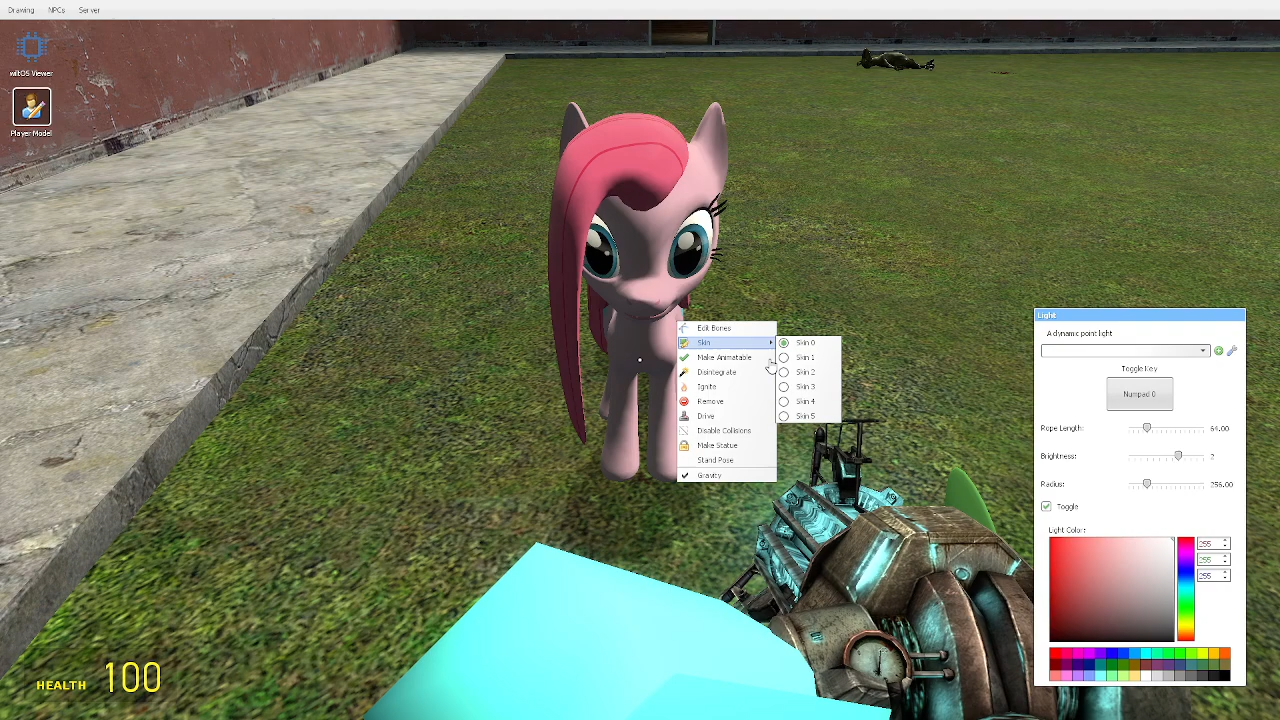 Drawing NPCs Server
wiltOS Viewer
Player Model
Edit Bones
Skin
Make Animatable
Disintegrate
Ignite
Remove
Drive
Disable Collisions
Make Statue
Stand Pose
Gravity
Skin 0
Skin 1
Skin 2
Skin 3
Skin 4
Skin 5
Light
A dynamic point light
Toggle Key
Numpad 0
Rope Length: 64.00
Brightness: 2
Radius: 256.00
Toggle
Light Color:
255
255
255
HEALTH 100